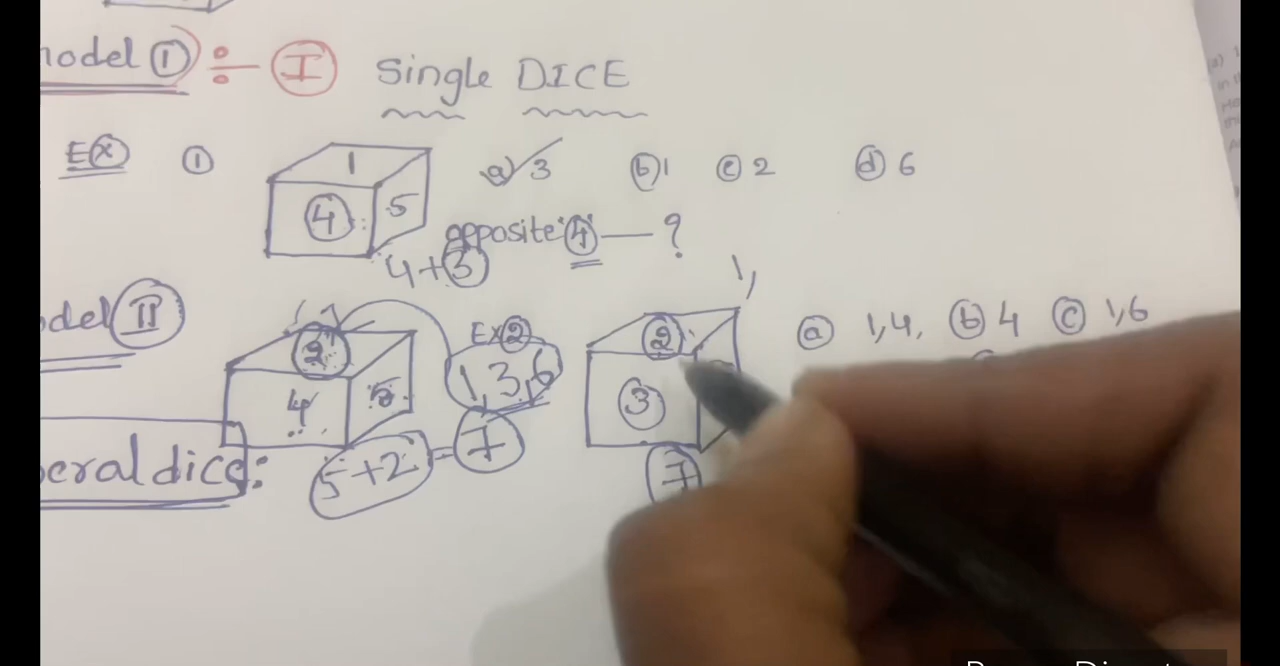 model ① ÷ Ⅰ Single DICE
Ex ① 1 4 5 a) 3 ⓑ 1 ⓒ 2 ⓓ 6
opposite 4 — ?
4+3
odel Ⅱ 2 4 5 Ex② 1,3,6 2 3 1, ⓐ 1,4, ⓑ 4 ⓒ 1,6
eral dice: 5+2 = 7 7